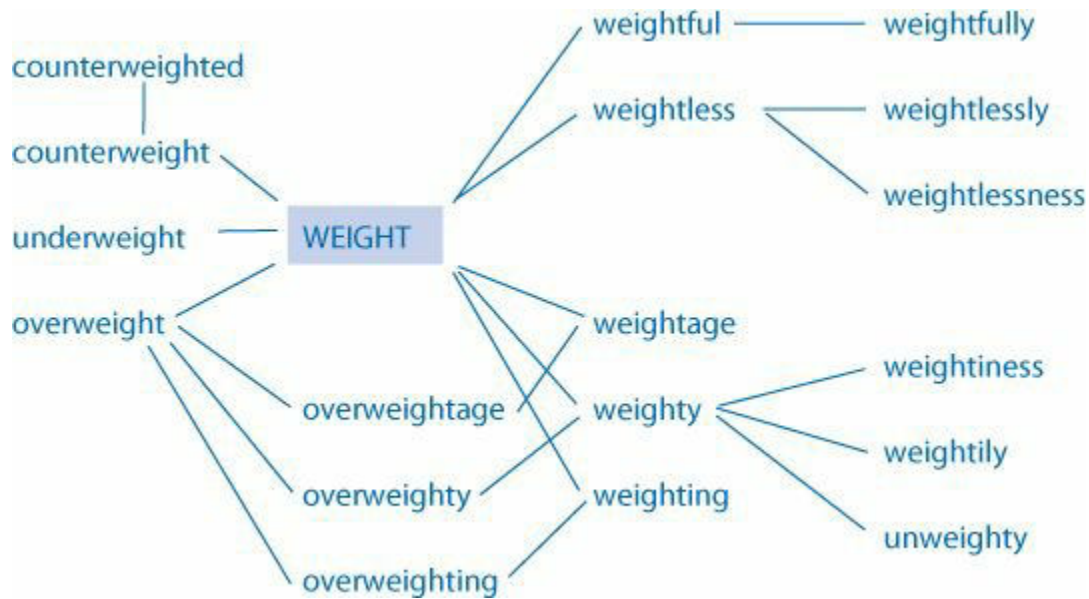 weightful
weightfully
counterweighted
weightless
weightlessly
counterweight
weightlessness
underweight
WEIGHT
overweight
weightage
weightiness
overweightage
weighty
weightily
overweighty
weighting
unweighty
overweighting